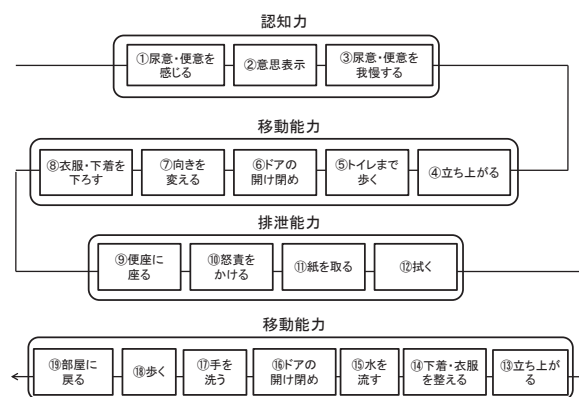 認知力
①尿意・便意を
感じる
②意思表示
③尿意・便意を
我慢する
移動能力
⑧衣服・下着を
下ろす
⑦向きを
変える
⑥ドアの
開け閉め
⑤トイレまで
歩く
④立ち上がる
排泄能力
⑨便座に
座る
⑩怒責を
かける
⑪紙を取る
⑫拭く
移動能力
⑲部屋に
戻る
⑱歩く
⑰手を
洗う
⑯ドアの
開け閉め
⑮水を
流す
⑭下着・衣服
を整える
⑬立ち上が
る